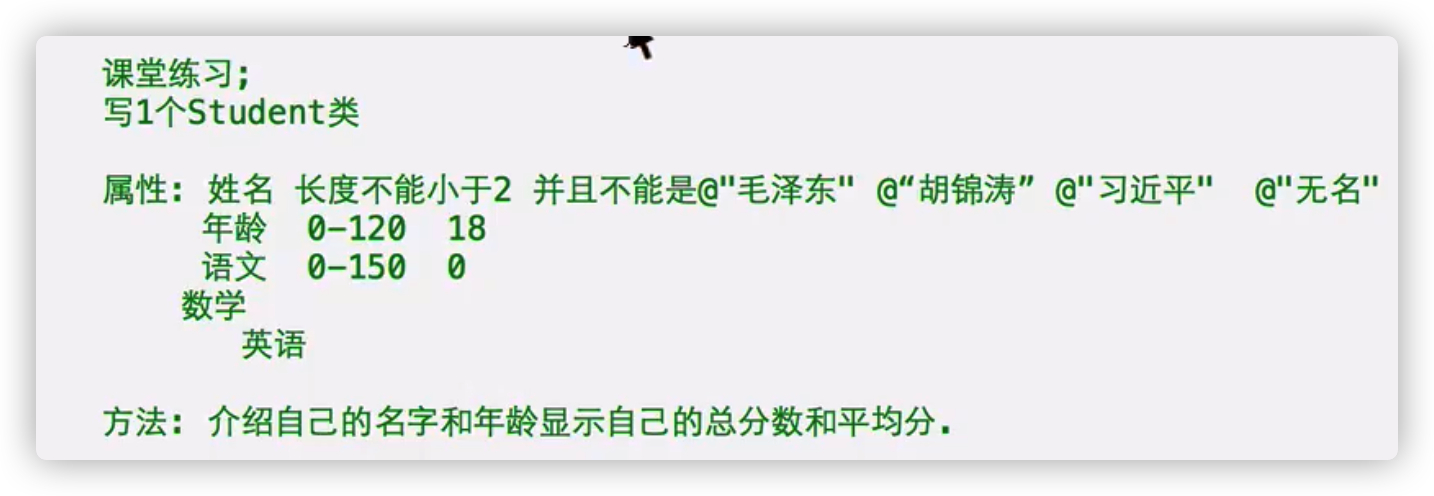 课堂练习;
写1个Student类
属性: 姓名 长度不能小于2 并且不能是@"毛泽东" @“胡锦涛” @"习近平" @"无名"
年龄 0-120 18
语文 0-150 0
数学
英语
方法: 介绍自己的名字和年龄显示自己的总分数和平均分.